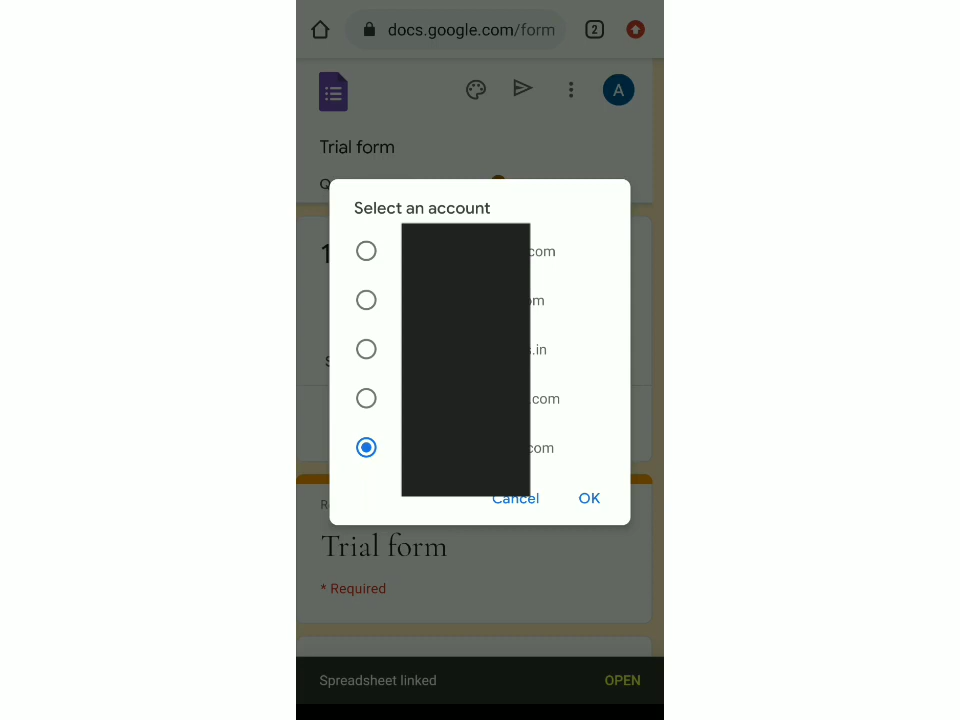 docs.google.com/form
2
A
Trial form
Q
Select an account
1
.com
.in
.com
com
Cancel
OK
Trial form
* Required
Spreadsheet linked
OPEN